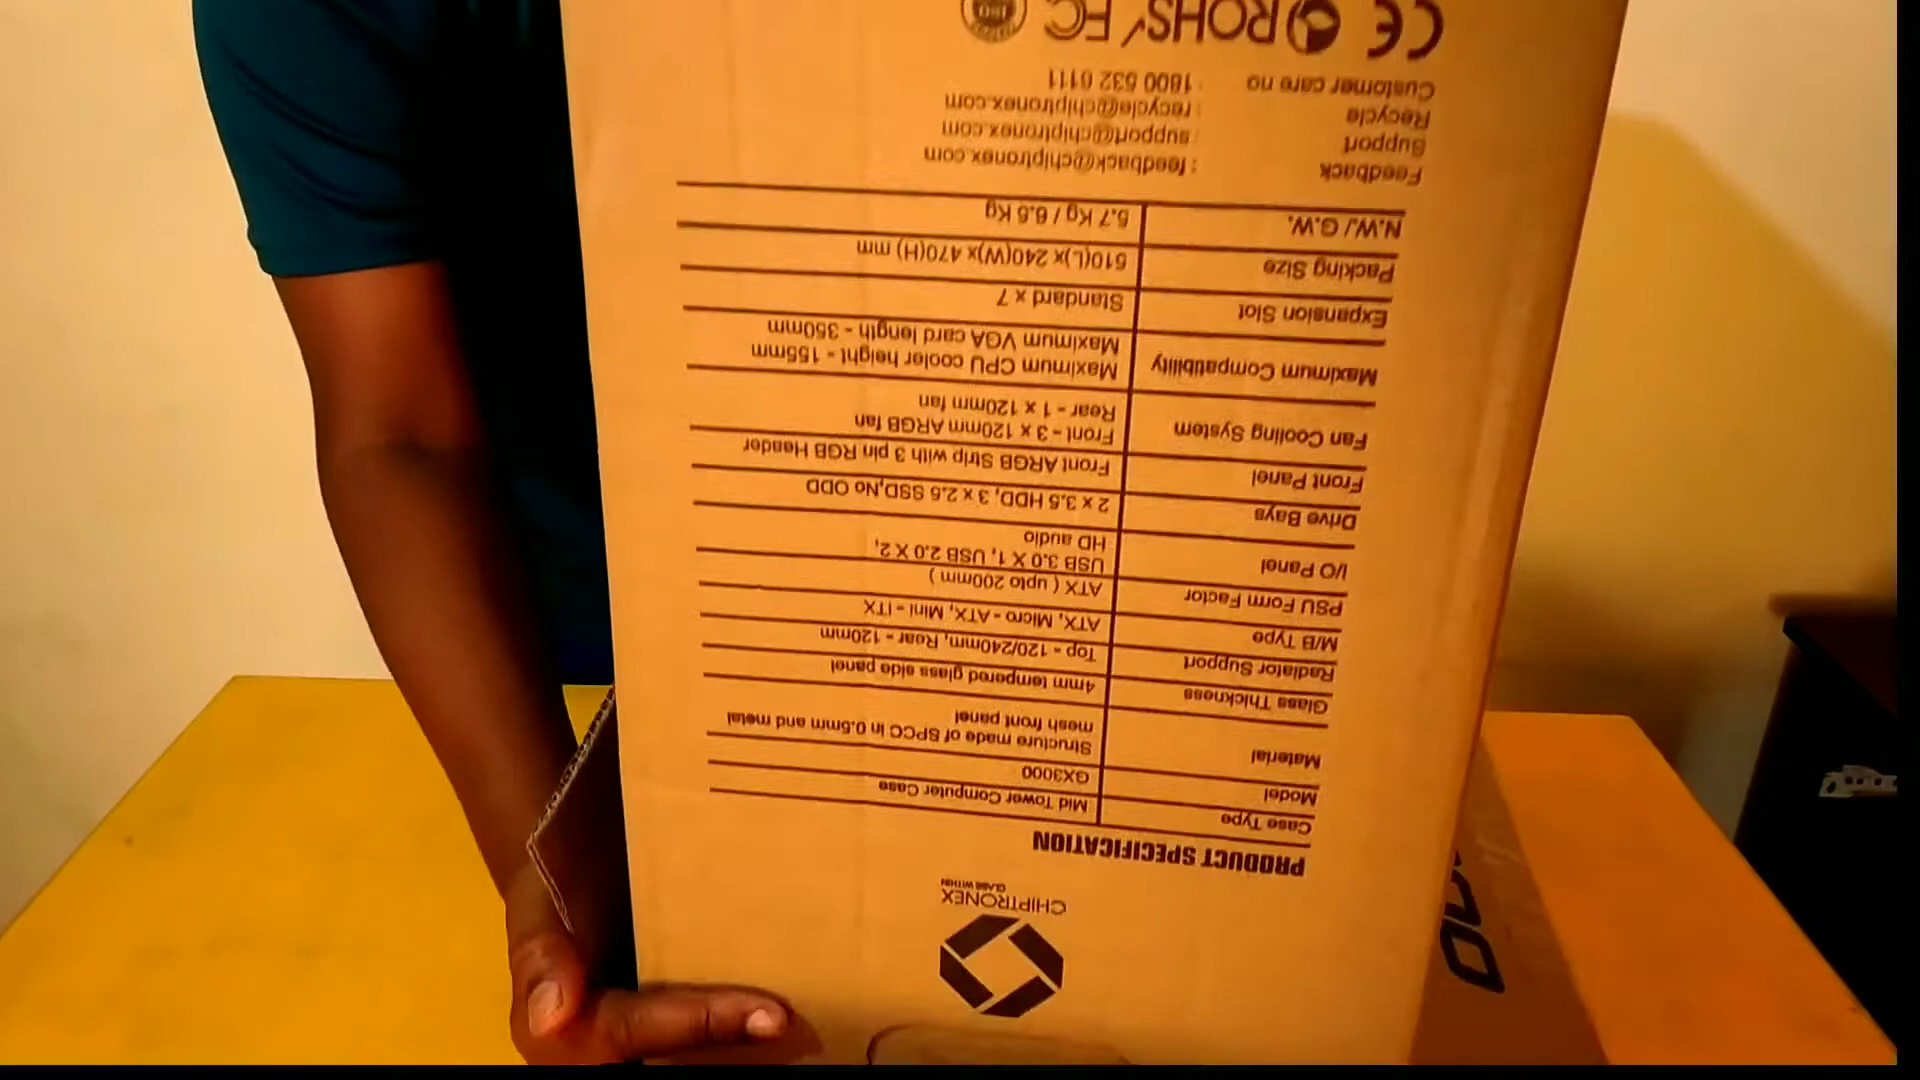 CHIPTRONEX
CLASS WITHIN
PRODUCT SPECIFICATION
Case Type Mid Tower Computer Case
Model GX3000
Material Structure made of SPCC in 0.5mm and metal
mesh front panel
Glass Thickness 4mm tempered glass side panel
Radiator Support Top - 120/240mm, Rear - 120mm
M/B Type ATX, Micro - ATX, Mini - ITX
PSU Form Factor ATX ( upto 200mm )
I/O Panel USB 3.0 X 1, USB 2.0 X 2,
HD audio
Drive Bays 2 x 3.5 HDD, 3 x 2.5 SSD,No ODD
Front Panel Front ARGB Strip with 3 pin RGB Header
Fan Cooling System Front - 3 x 120mm ARGB fan
Rear - 1 x 120mm fan
Maximum Compatibility Maximum CPU cooler height - 155mm
Maximum VGA card length - 350mm
Expansion Slot Standard x 7
Packing Size 510(L)x 240(W)x 470(H) mm
N.W./ G.W. 5.7 Kg / 6.5 Kg
Feedback : feedback@chiptronex.com
Support : support@chiptronex.com
Recycle : recycle@chiptronex.com
Customer care no : 1800 532 6111
CE ROHS FC ISO